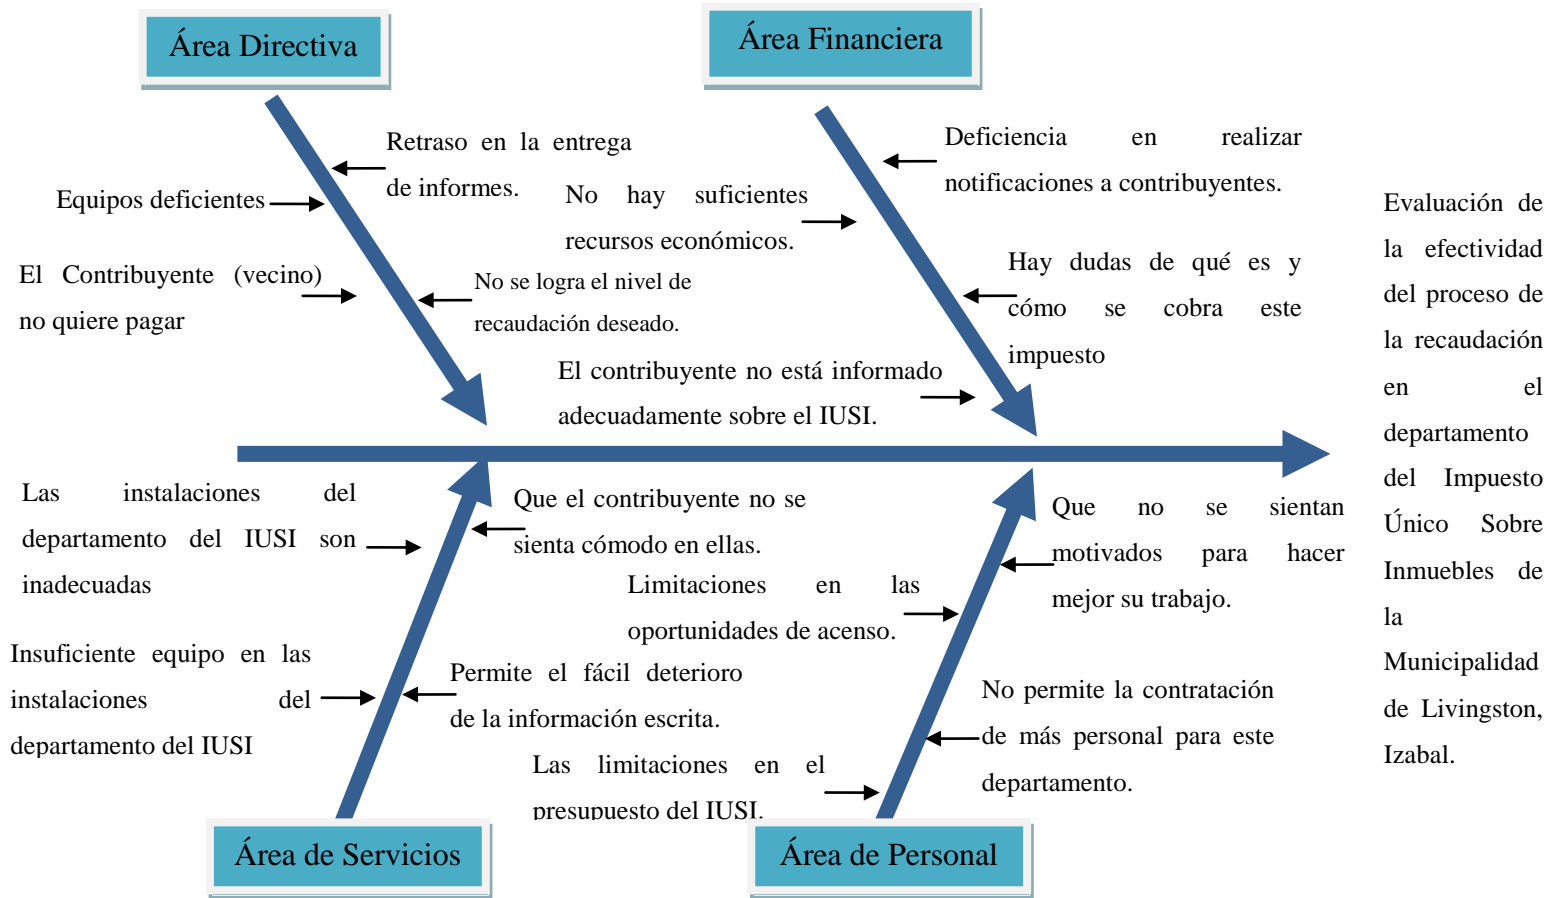 Área Directiva
Área Financiera
Retraso en la entrega
de informes.
Equipos deficientes
El Contribuyente (vecino)
no quiere pagar
No se logra el nivel de
recaudación deseado.
Deficiencia en realizar
notificaciones a contribuyentes.
No hay suficientes
recursos económicos.
Hay dudas de qué es y
cómo se cobra este
impuesto
El contribuyente no está informado
adecuadamente sobre el IUSI.
Evaluación de
la efectividad
del proceso de
la recaudación
en el
departamento
del Impuesto
Único Sobre
Inmuebles de
la
Municipalidad
de Livingston,
Izabal.
Las instalaciones del
departamento del IUSI son
inadecuadas
Que el contribuyente no se
sienta cómodo en ellas.
Insuficiente equipo en las
instalaciones del
departamento del IUSI
Permite el fácil deterioro
de la información escrita.
Que no se sientan
motivados para hacer
mejor su trabajo.
Limitaciones en las
oportunidades de acenso.
No permite la contratación
de más personal para este
departamento.
Las limitaciones en el
presupuesto del IUSI.
Área de Servicios
Área de Personal